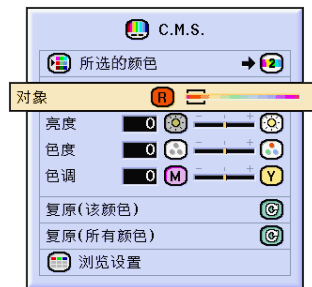 C.M.S.
所选的颜色 2
对象 R
亮度 0
色度 0
色调 0 M Y
复原(该颜色)
复原(所有颜色)
浏览设置